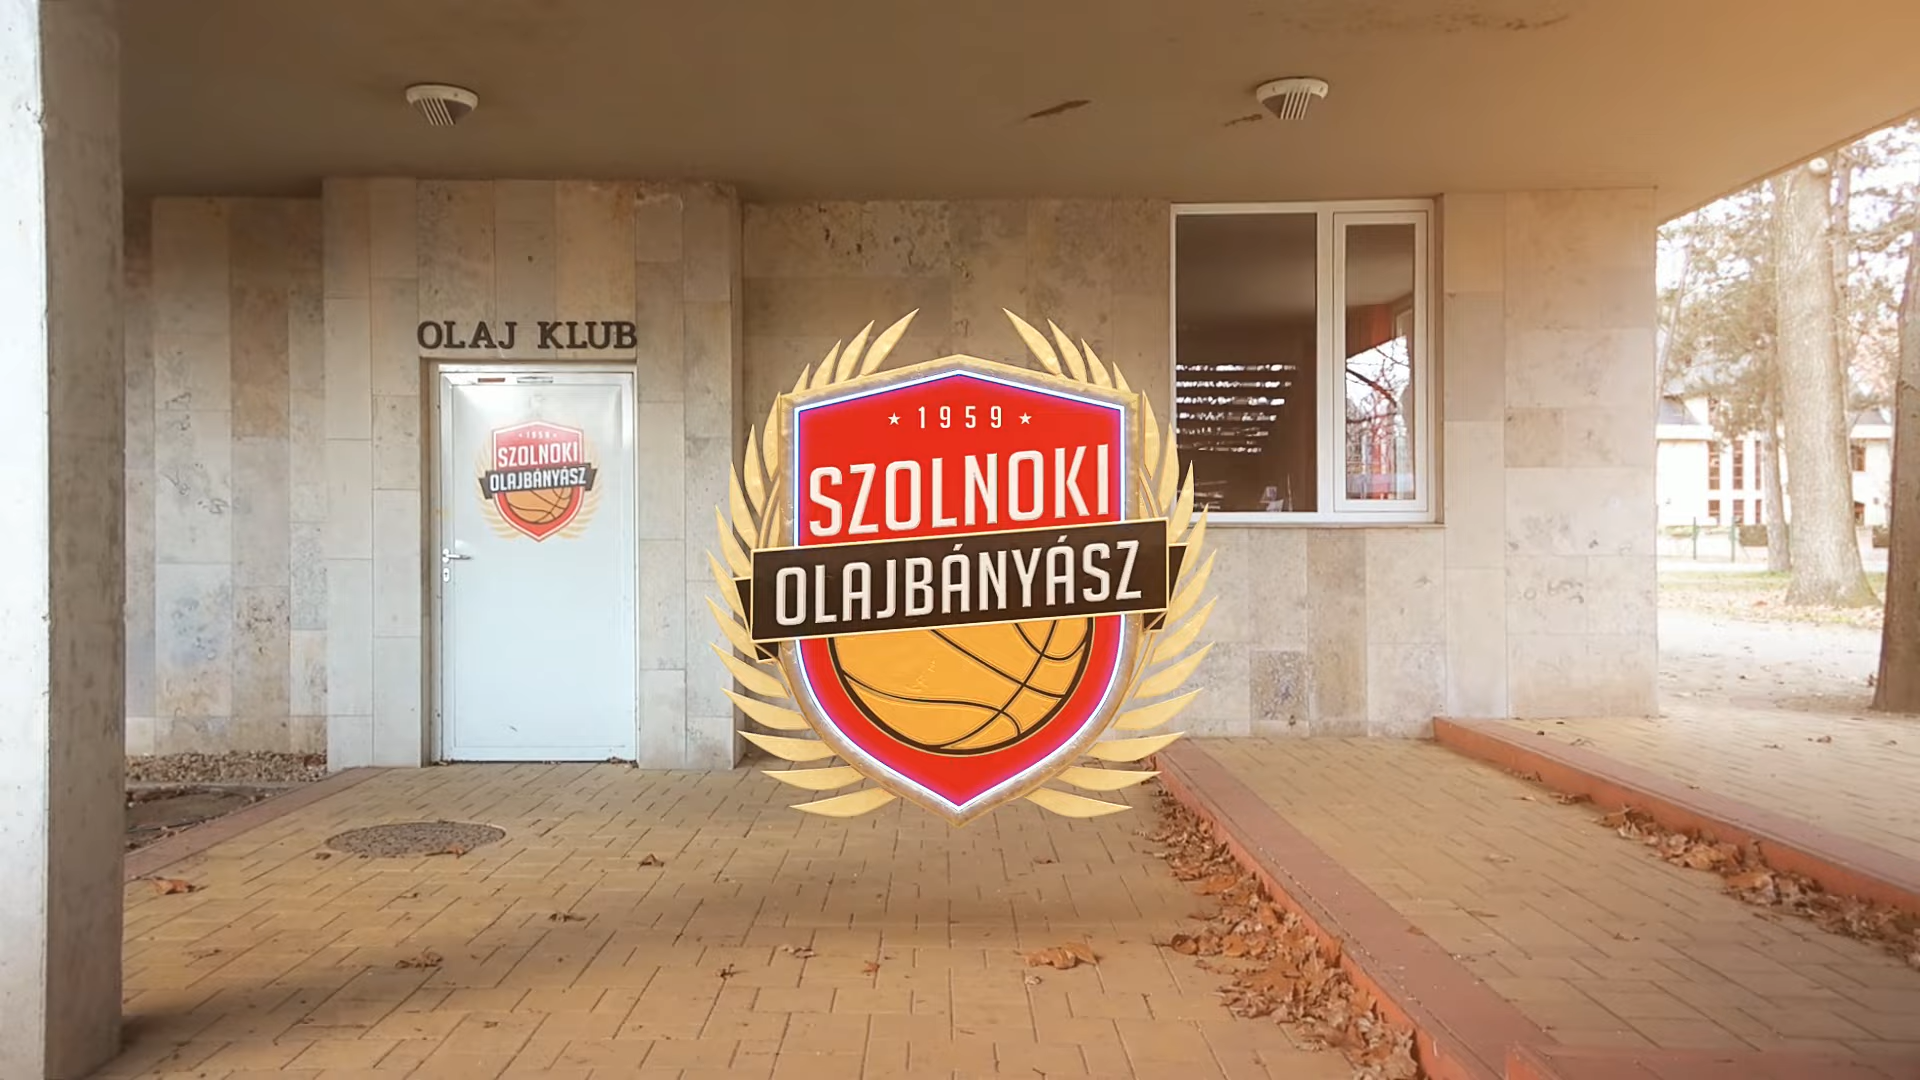 OLAJ KLUB
★ 1959 ★
SZOLNOKI
OLAJBÁNYÁSZ
· 1959 ·
SZOLNOKI
OLAJBÁNYÁSZ